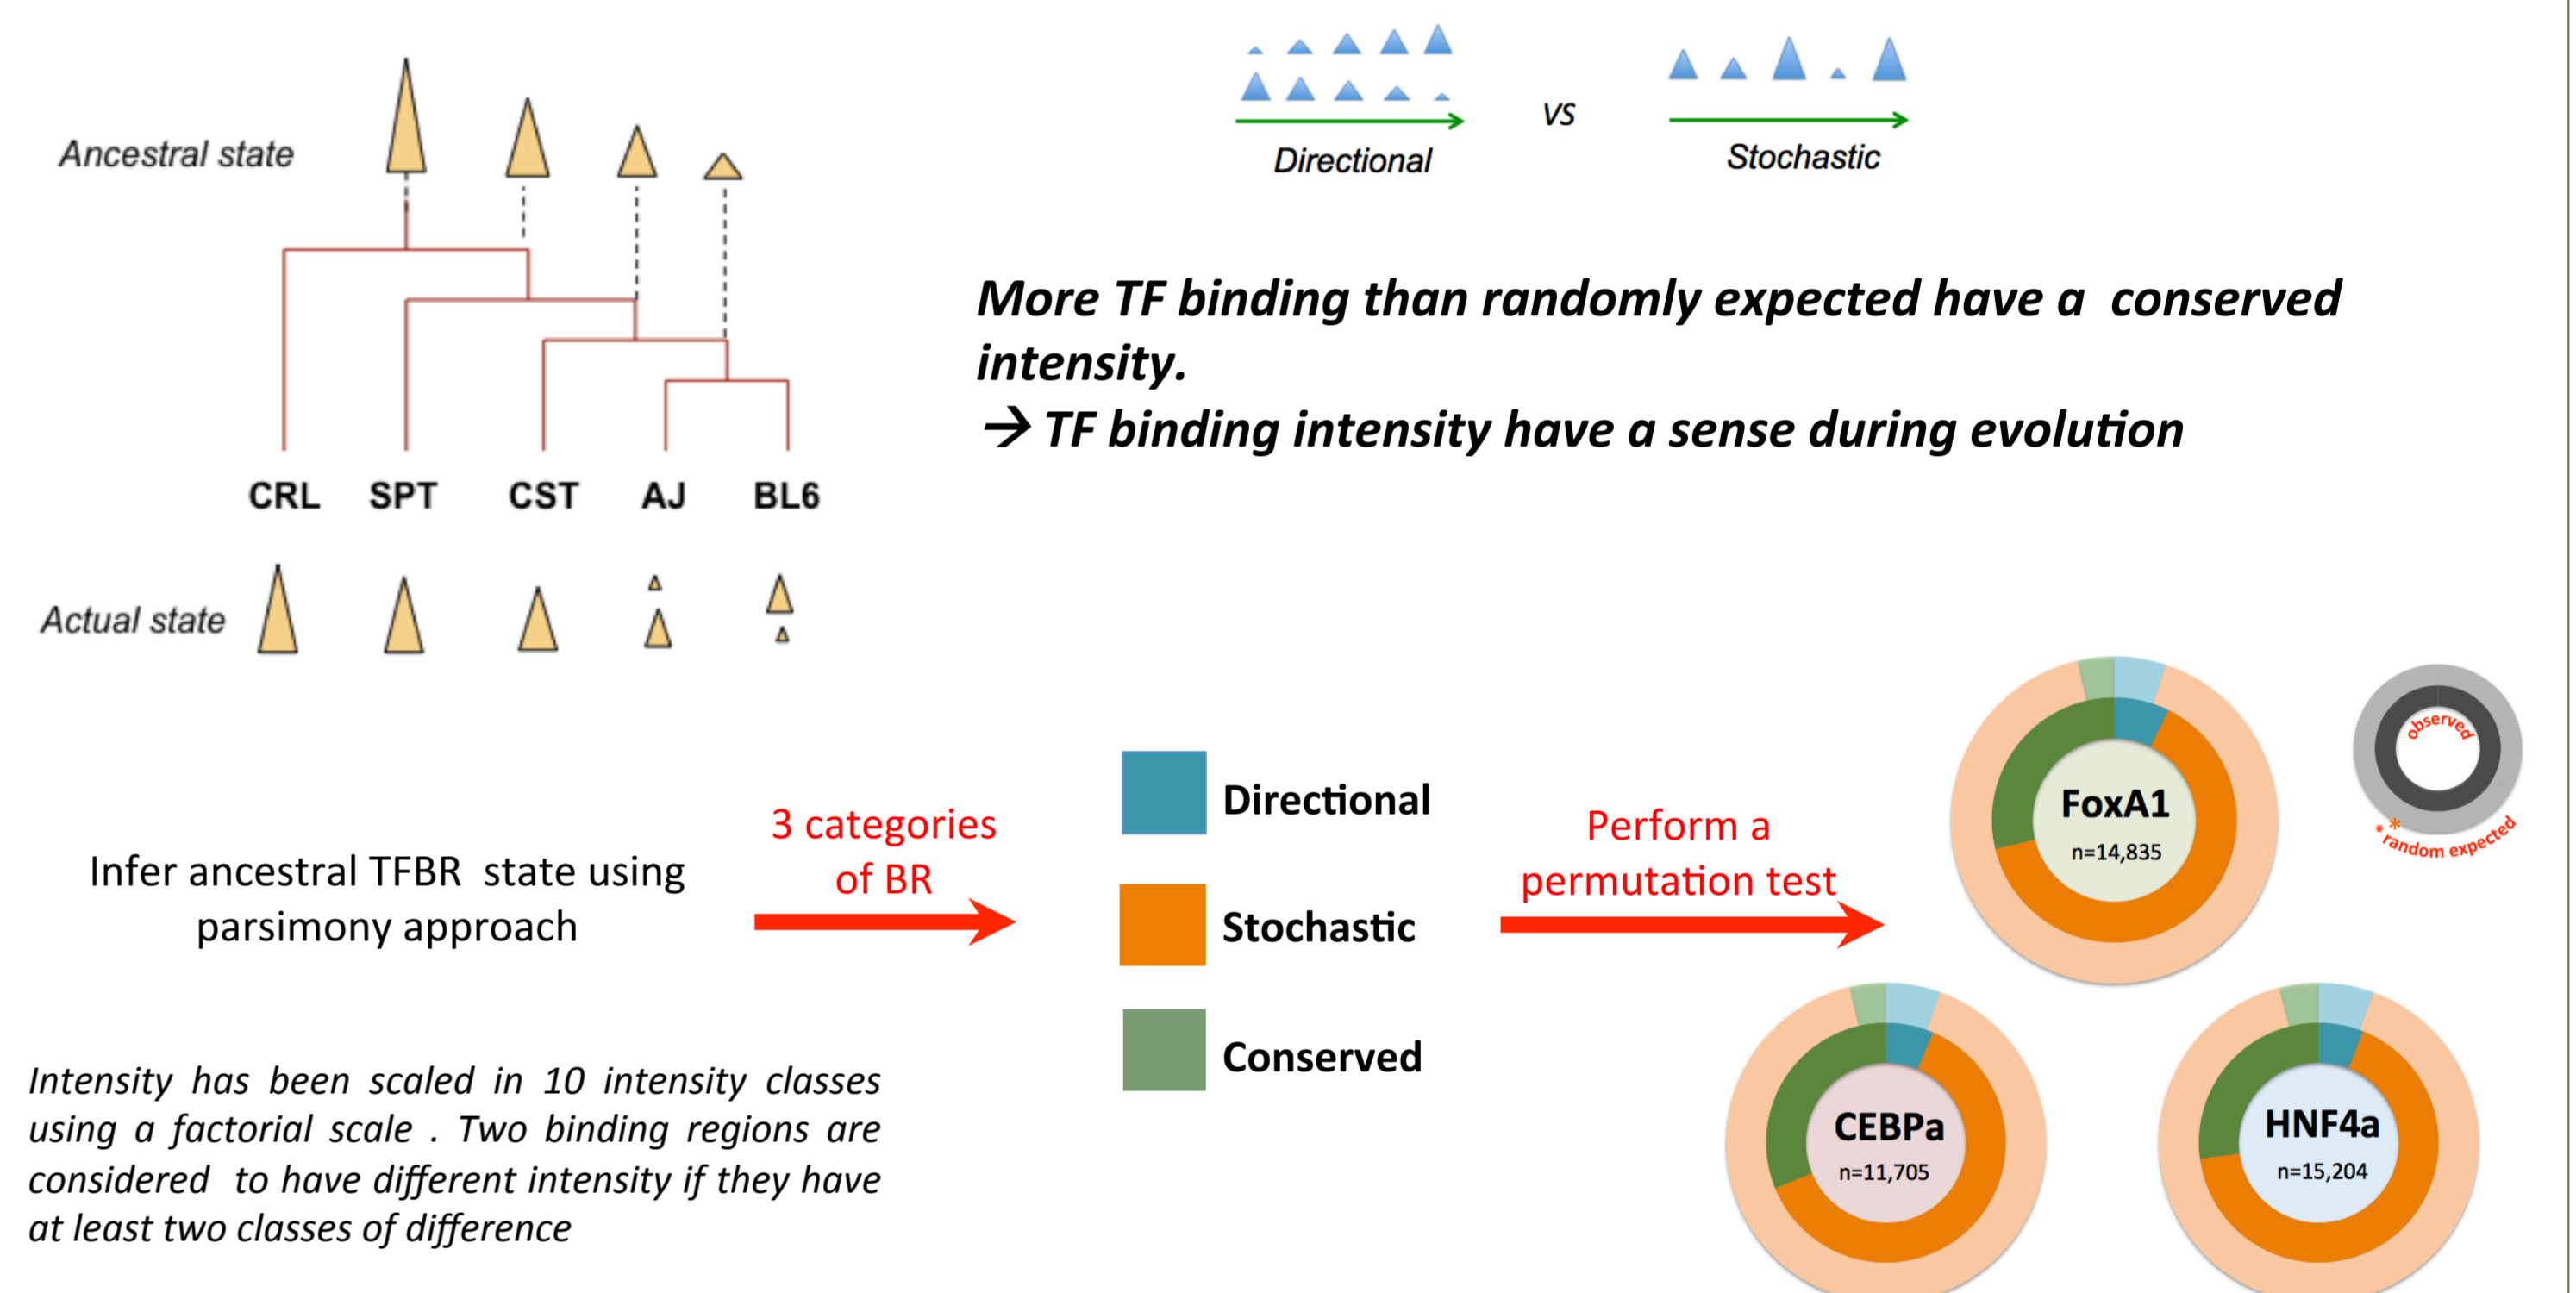 Ancestral state
CRL SPT CST AJ BL6
Actual state
Directional
VS
Stochastic
More TF binding than randomly expected have a conserved
intensity.
→ TF binding intensity have a sense during evolution
Infer ancestral TFBR state using
parsimony approach
3 categories
of BR
Directional
Stochastic
Conserved
Perform a
permutation test
FoxA1
n=14,835
observed
* * random expected
CEBPa
n=11,705
HNF4a
n=15,204
Intensity has been scaled in 10 intensity classes
using a factorial scale . Two binding regions are
considered to have different intensity if they have
at least two classes of difference